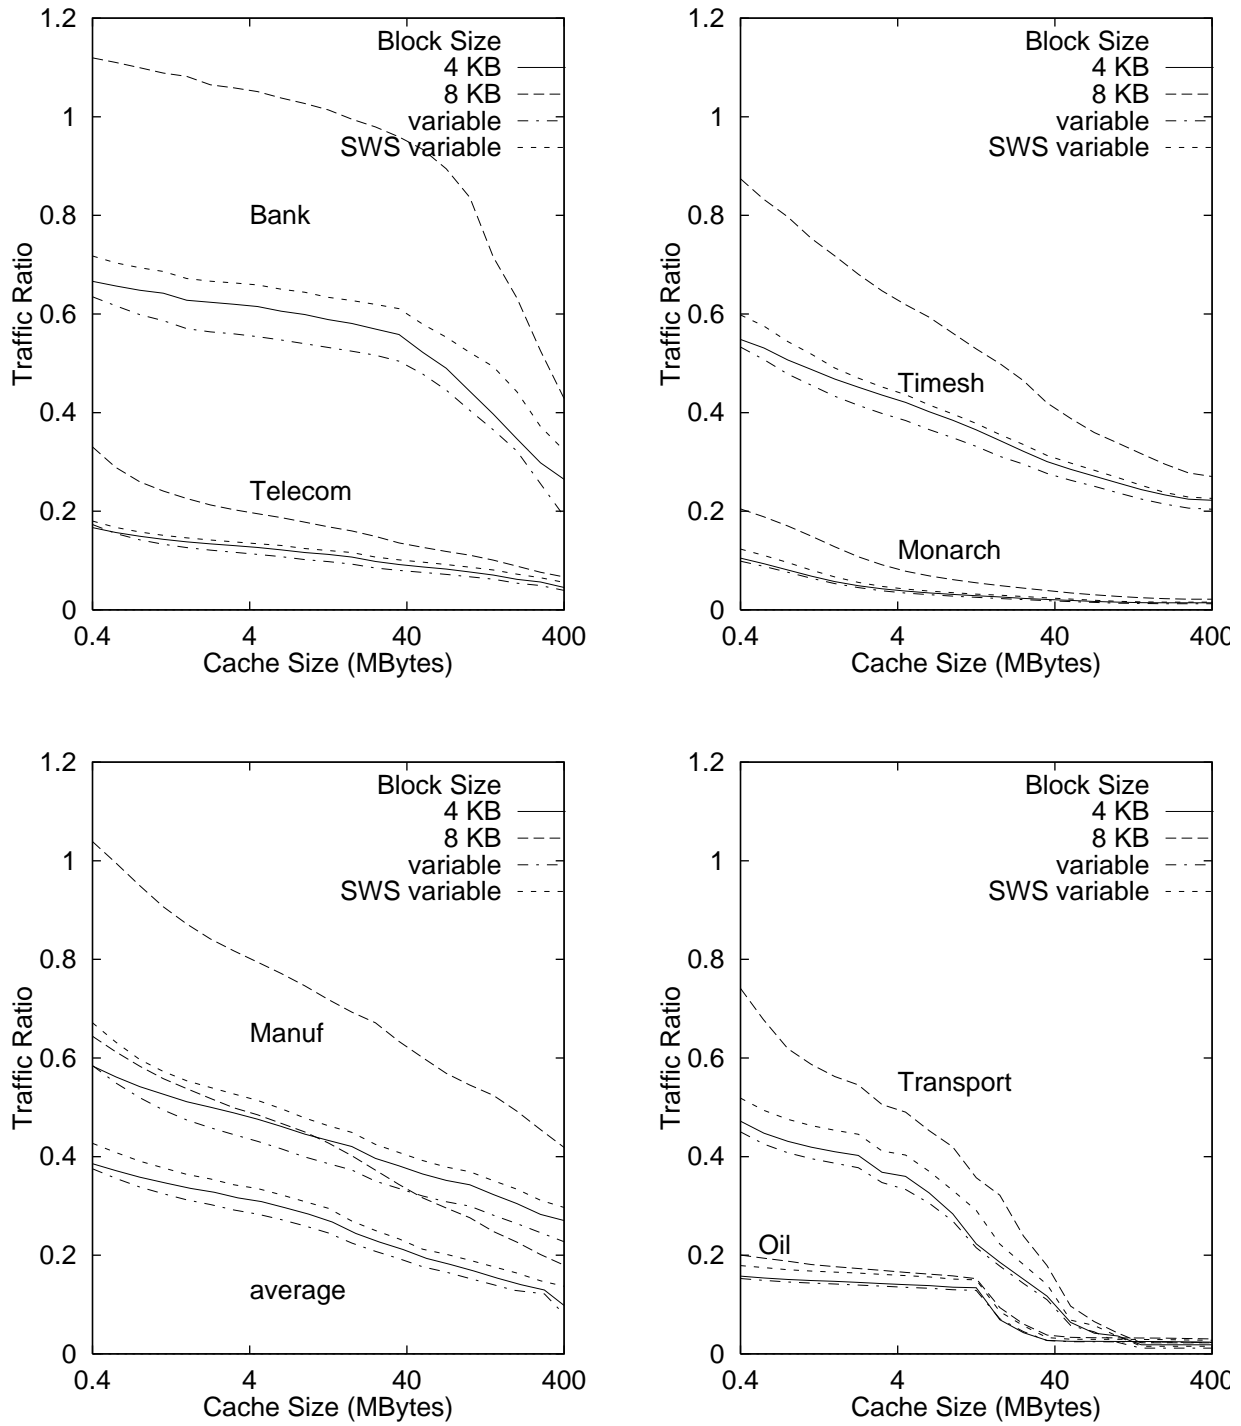 1.2
1
0.8
0.6
0.4
0.2
0
Traffic Ratio
Block Size
4 KB
8 KB
variable
SWS variable
Bank
Telecom
0.4 4 40 400
Cache Size (MBytes)
1.2
1
0.8
0.6
0.4
0.2
0
Traffic Ratio
Block Size
4 KB
8 KB
variable
SWS variable
Timesh
Monarch
0.4 4 40 400
Cache Size (MBytes)
1.2
1
0.8
0.6
0.4
0.2
0
Traffic Ratio
Block Size
4 KB
8 KB
variable
SWS variable
Manuf
average
0.4 4 40 400
Cache Size (MBytes)
1.2
1
0.8
0.6
0.4
0.2
0
Traffic Ratio
Block Size
4 KB
8 KB
variable
SWS variable
Transport
Oil
0.4 4 40 400
Cache Size (MBytes)